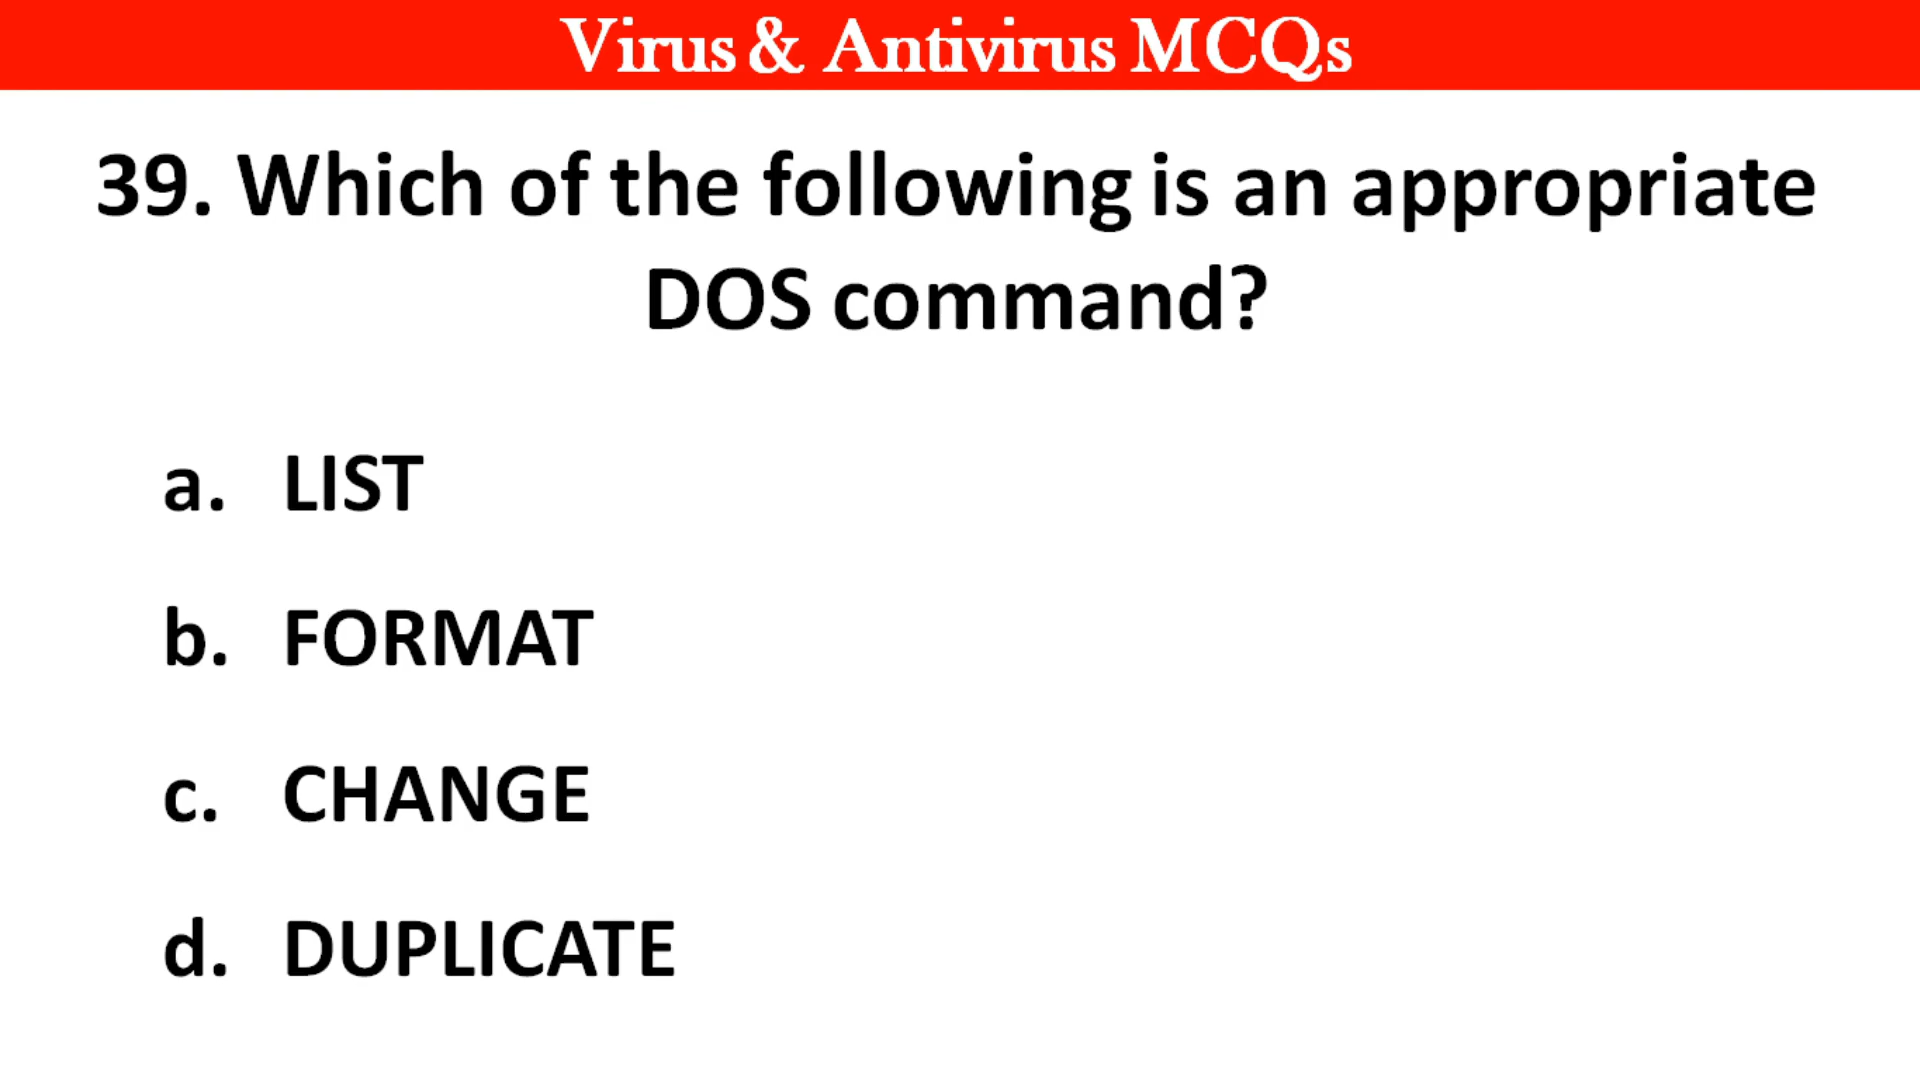 Virus & Antivirus MCQs
39. Which of the following is an appropriate
DOS command?
a. LIST
b. FORMAT
c. CHANGE
d. DUPLICATE